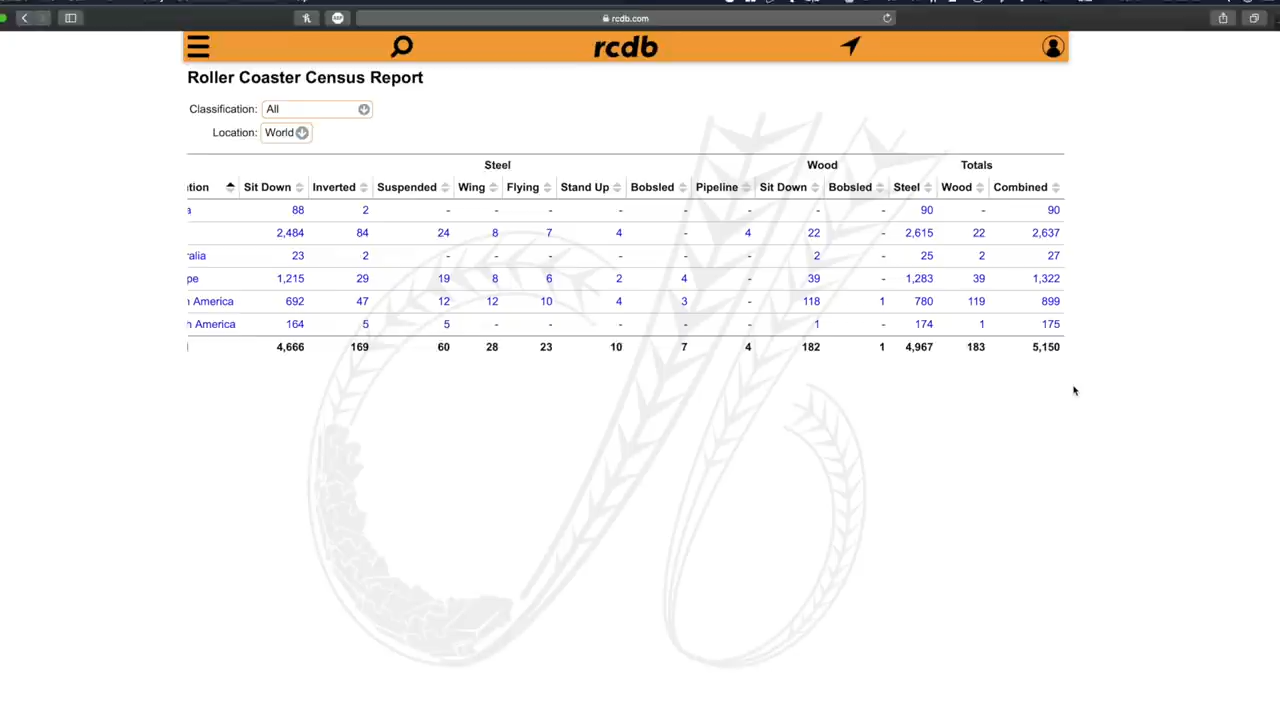 rcdb.com
rcdb
Roller Coaster Census Report
Classification: All
Location: World
Steel Wood Totals
tion Sit Down Inverted Suspended Wing Flying Stand Up Bobsled Pipeline Sit Down Bobsled Steel Wood Combined
a 88 2 - - - - - - - - 90 - 90
2,484 84 24 8 7 4 - 4 22 - 2,615 22 2,637
ralia 23 2 - - - - - - 2 - 25 2 27
pe 1,215 29 19 8 6 2 4 - 39 - 1,283 39 1,322
h America 692 47 12 12 10 4 3 - 118 1 780 119 899
h America 164 5 5 - - - - - 1 - 174 1 175
4,666 169 60 28 23 10 7 4 182 1 4,967 183 5,150